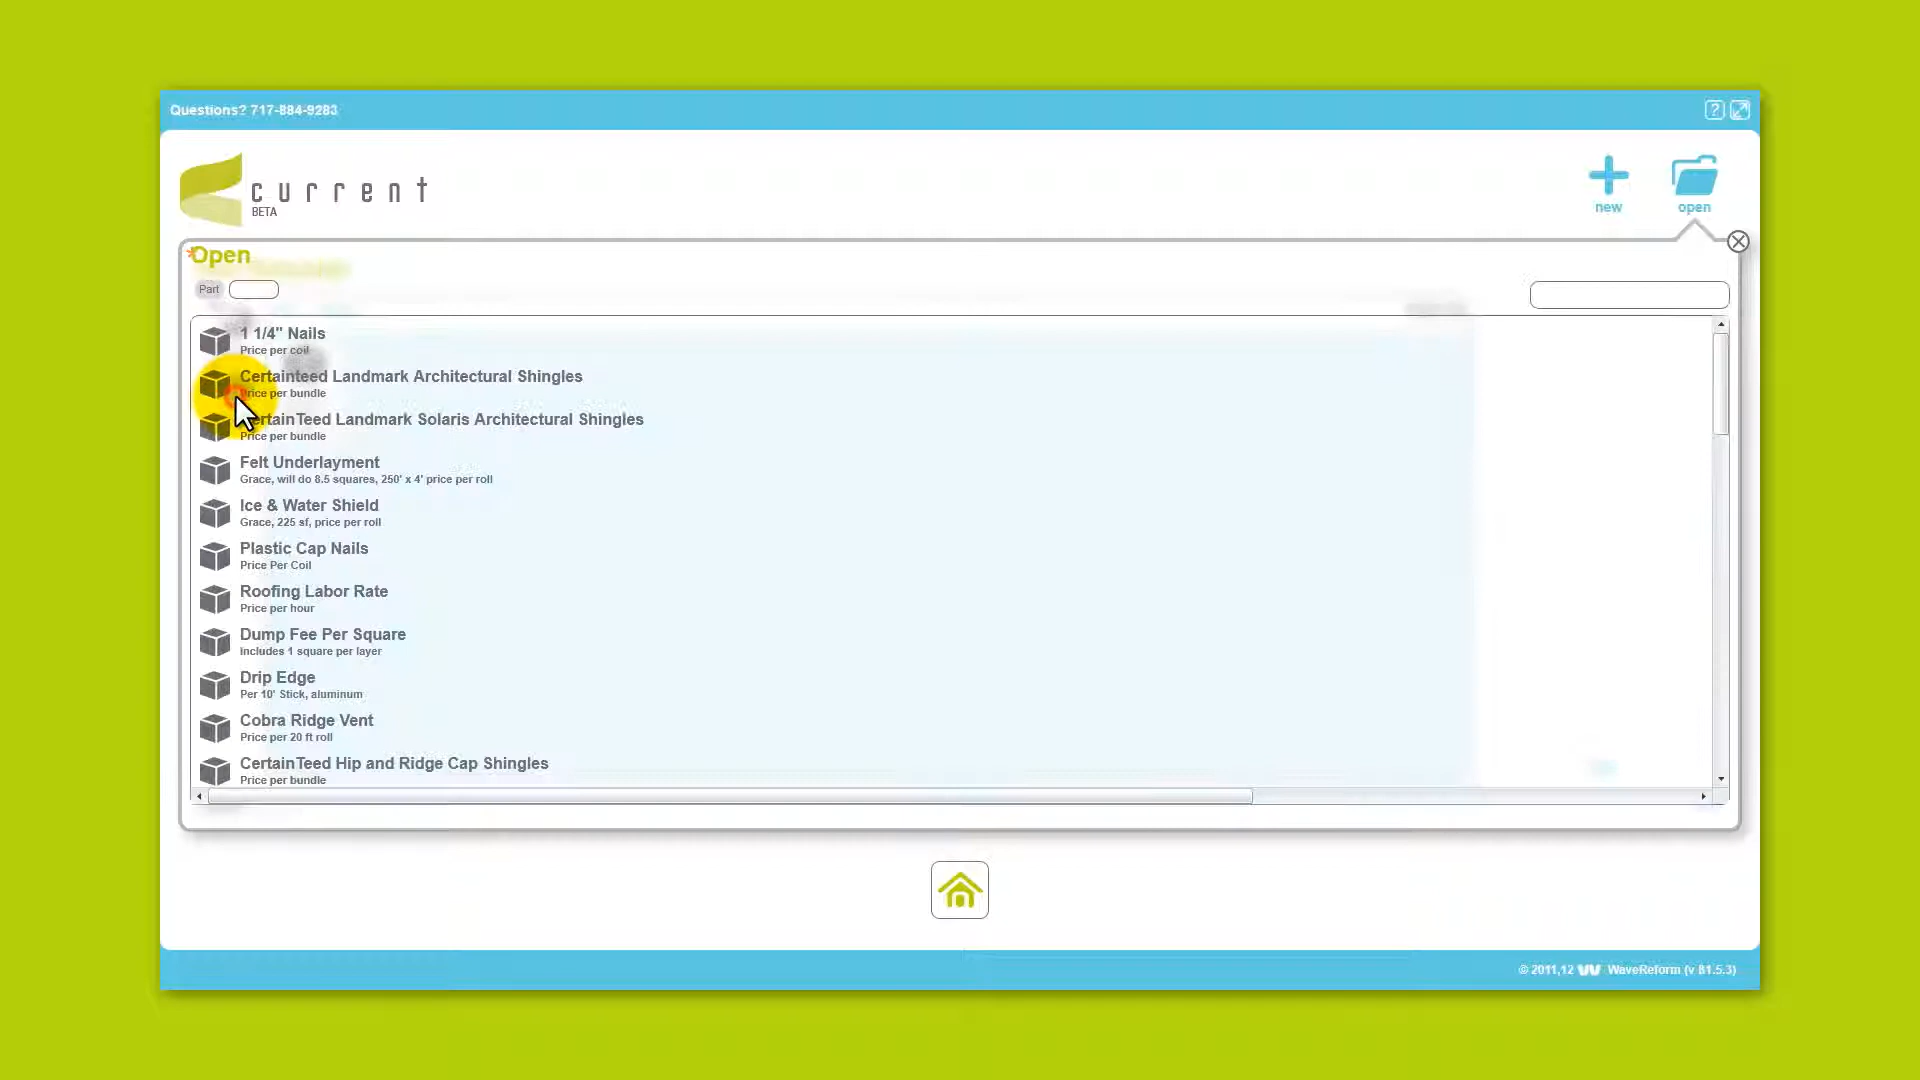 Questions? 717-884-9283
?
current
BETA
new
open
*Open
Part
1 1/4" Nails
Price per coil
Certainteed Landmark Architectural Shingles
Price per bundle
CertainTeed Landmark Solaris Architectural Shingles
Price per bundle
Felt Underlayment
Grace, will do 8.5 squares, 250' x 4' price per roll
Ice & Water Shield
Grace, 225 sf, price per roll
Plastic Cap Nails
Price Per Coil
Roofing Labor Rate
Price per hour
Dump Fee Per Square
Includes 1 square per layer
Drip Edge
Per 10' Stick, aluminum
Cobra Ridge Vent
Price per 20 ft roll
CertainTeed Hip and Ridge Cap Shingles
Price per bundle
© 2011,12 WaveReform (v B1.5.3)